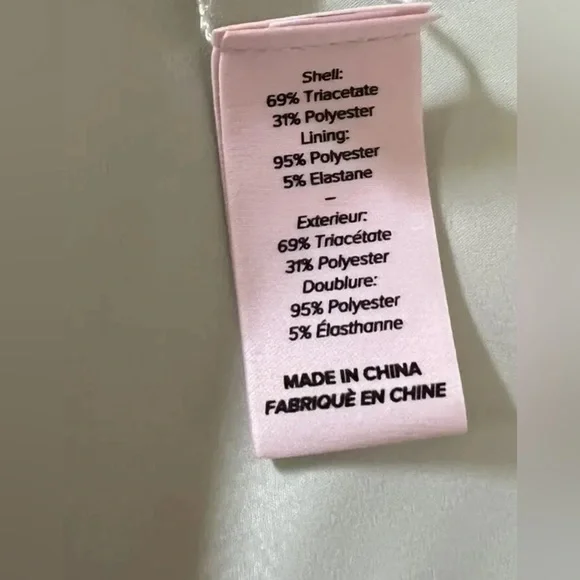 Shell:
69% Triacetate
31% Polyester
Lining:
95% Polyester
5% Elastane
–
Exterieur:
69% Triacétate
31% Polyester
Doublure:
95% Polyester
5% Élasthanne
MADE IN CHINA
FABRIQUÈ EN CHINE